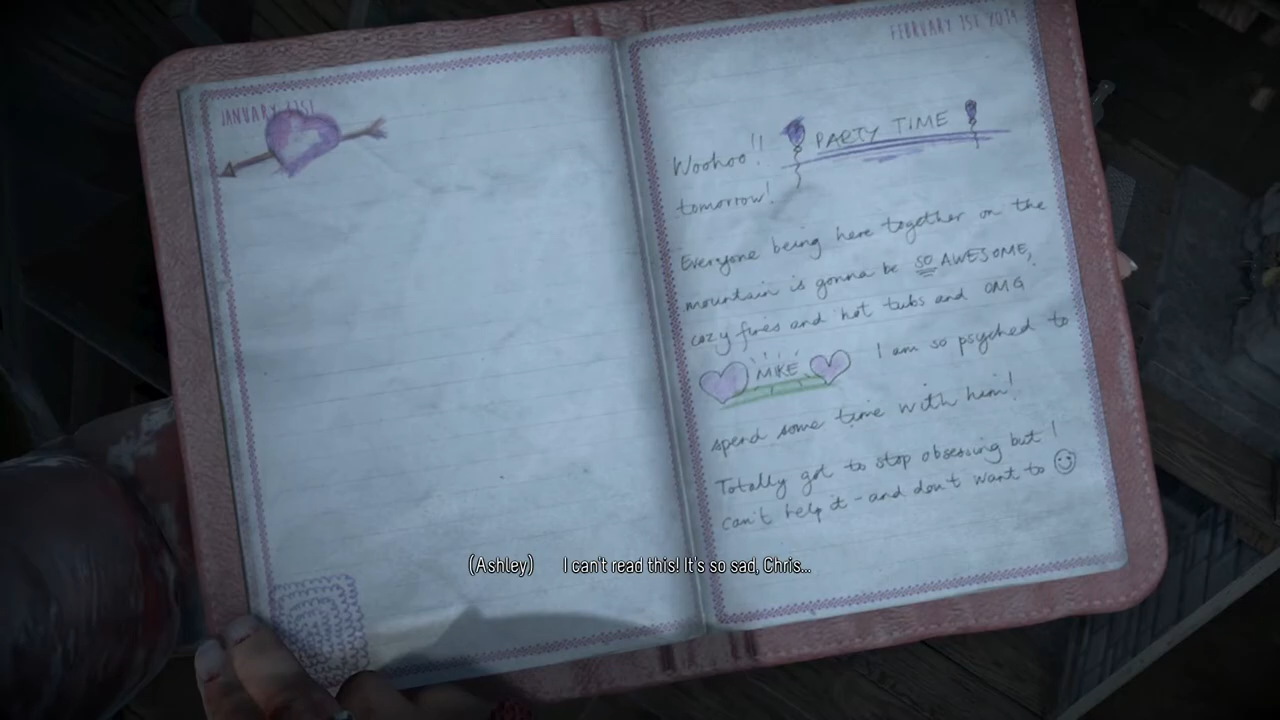 JANUARY 31ST
FEBRUARY 1ST 2014
Woohoo!! PARTY TIME
tomorrow!
Everyone being here together on the
mountain is gonna be SO AWESOME,
cozy fires and hot tubs and OMG
MIKE I am so psyched to
spend some time with him!
Totally got to stop obsessing but I
can't help it - and don't want to
(Ashley) I can't read this! It's so sad, Chris...